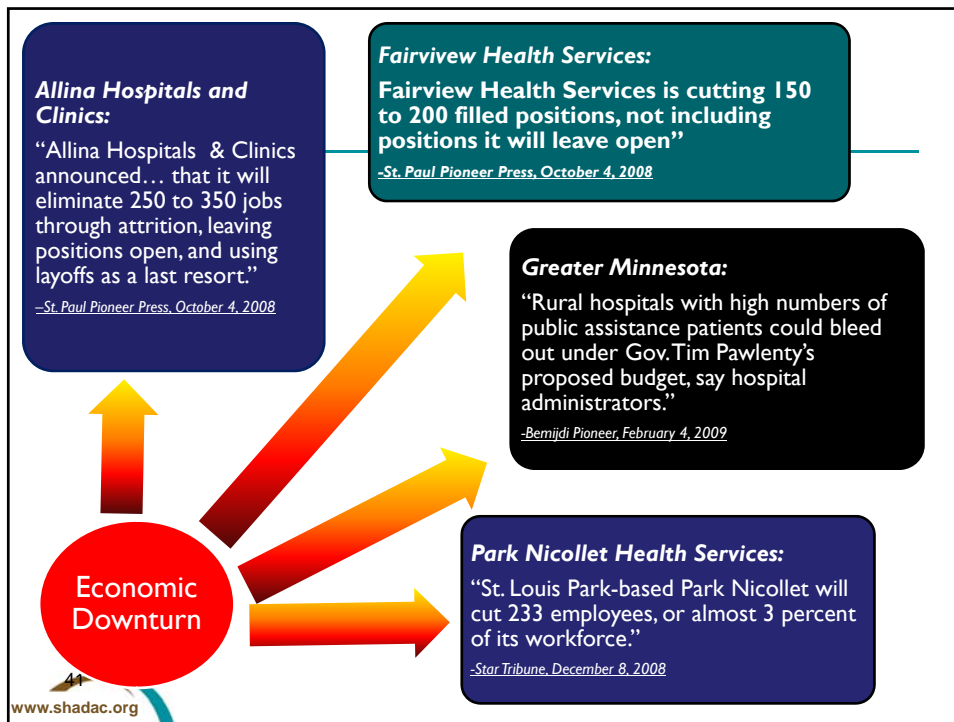 Allina Hospitals and
Clinics:
“Allina Hospitals & Clinics
announced… that it will
eliminate 250 to 350 jobs
through attrition, leaving
positions open, and using
layoffs as a last resort.”
–St. Paul Pioneer Press, October 4, 2008
Fairvivew Health Services:
Fairview Health Services is cutting 150
to 200 filled positions, not including
positions it will leave open”
-St. Paul Pioneer Press, October 4, 2008
Greater Minnesota:
“Rural hospitals with high numbers of
public assistance patients could bleed
out under Gov. Tim Pawlenty’s
proposed budget, say hospital
administrators.”
-Bemijdi Pioneer, February 4, 2009
Park Nicollet Health Services:
“St. Louis Park-based Park Nicollet will
cut 233 employees, or almost 3 percent
of its workforce.”
-Star Tribune, December 8, 2008
Economic
Downturn
41
www.shadac.org